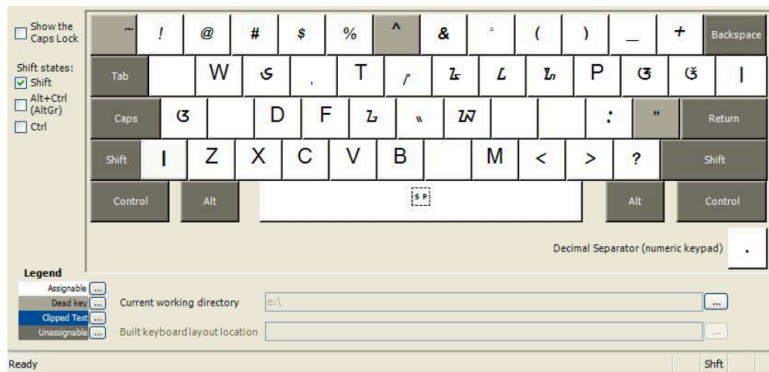 Show the
Caps Lock
Shift states:
Shift
Alt+Ctrl
(AltGr)
Ctrl
~ ! @ # $ % ^ & ( ) _ + Backspace
Tab W T P |
Caps D F : " Return
Shift | Z X C V B M < > ? Shift
Control Alt SP Alt Control
Decimal Separator (numeric keypad) .
Legend
Assignable ...
Dead key ...
Clipped Text ...
Unassignable ...
Current working directory e:\ ...
Built keyboard layout location ...
Ready Shft